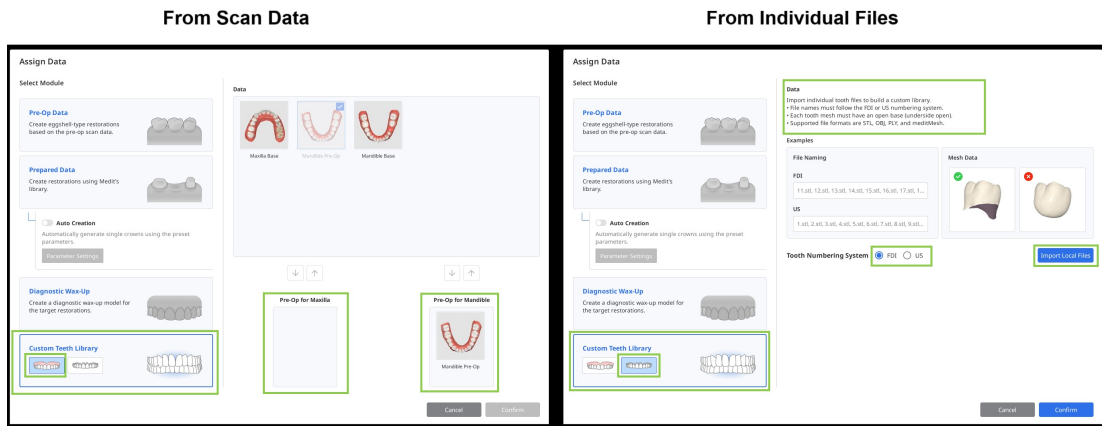 From Scan Data
Assign Data
Select Module
Pre-Op Data
Create eggshell-type restorations
based on the pre-op scan data.
Prepared Data
Create restorations using Medit's
library.
Auto Creation
Automatically generate single crowns using the preset
parameters.
Parameter Settings
Diagnostic Wax-Up
Create a diagnostic wax-up model for
the target restorations.
Custom Teeth Library
Data
Maxilla Base
Mandible Pre-Op
Mandible Base
Pre-Op for Maxilla
Pre-Op for Mandible
Mandible Pre-Op
Cancel
Confirm
From Individual Files
Assign Data
Select Module
Pre-Op Data
Create eggshell-type restorations
based on the pre-op scan data.
Prepared Data
Create restorations using Medit's
library.
Auto Creation
Automatically generate single crowns using the preset
parameters.
Parameter Settings
Diagnostic Wax-Up
Create a diagnostic wax-up model for
the target restorations.
Custom Teeth Library
Data
Import individual tooth files to build a custom library.
• File names must follow the FDI or US numbering system.
• Each tooth mesh must have an open base (underside open).
• Supported file formats are STL, OBJ, PLY, and meditMesh.
Examples
File Naming
FDI
11.stl, 12.stl, 13.stl, 14.stl, 15.stl, 16.stl, 17.stl, 1...
US
1.stl, 2.stl, 3.stl, 4.stl, 5.stl, 6.stl, 7.stl, 8.stl, 9.stl...
Mesh Data
Tooth Numbering System FDI US
Import Local Files
Cancel
Confirm